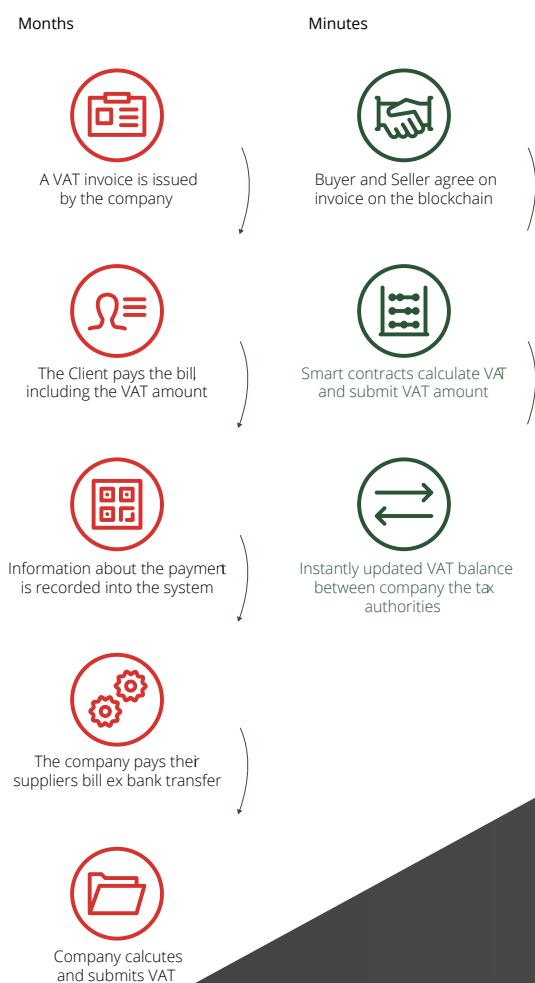 Months
A VAT invoice is issued
by the company
The Client pays the bill,
including the VAT amount
Information about the payment
is recorded into the system
The company pays their
suppliers bill ex bank transfer
Company calcutes
and submits VAT
Minutes
Buyer and Seller agree on
invoice on the blockchain
Smart contracts calculate VAT
and submit VAT amount
Instantly updated VAT balance
between company the tax
authorities